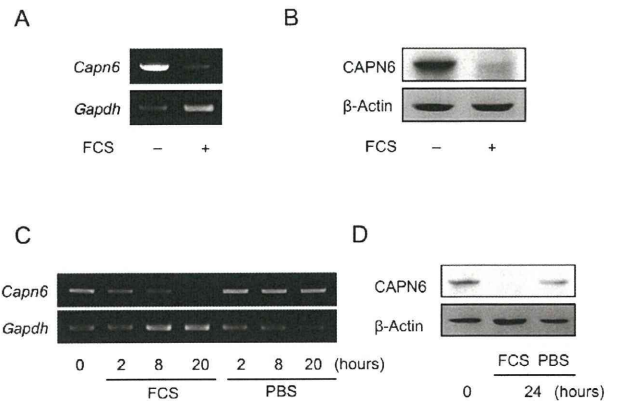 A
Capn6
Gapdh
FCS – +
B
CAPN6
β-Actin
FCS – +
C
Capn6
Gapdh
0 2 8 20 2 8 20 (hours)
FCS PBS
D
CAPN6
β-Actin
FCS PBS
0 24 (hours)